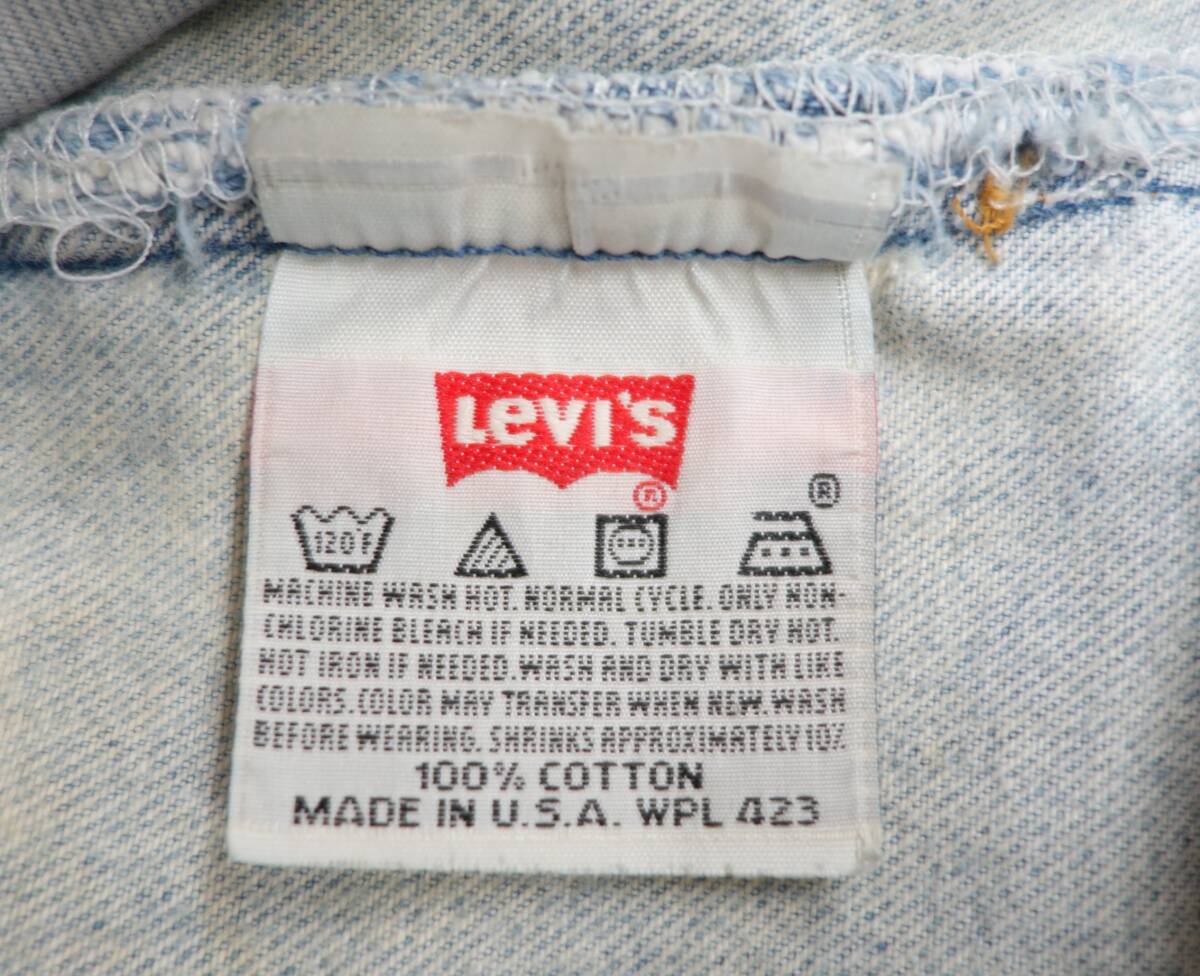 LEVI'S
®
®
120°F
MACHINE WASH HOT. NORMAL CYCLE. ONLY NON-
CHLORINE BLEACH IF NEEDED. TUMBLE DRY HOT.
HOT IRON IF NEEDED. WASH AND DRY WITH LIKE
COLORS. COLOR MAY TRANSFER WHEN NEW. WASH
BEFORE WEARING. SHRINKS APPROXIMATELY 10%
100% COTTON
MADE IN U.S.A. WPL 423